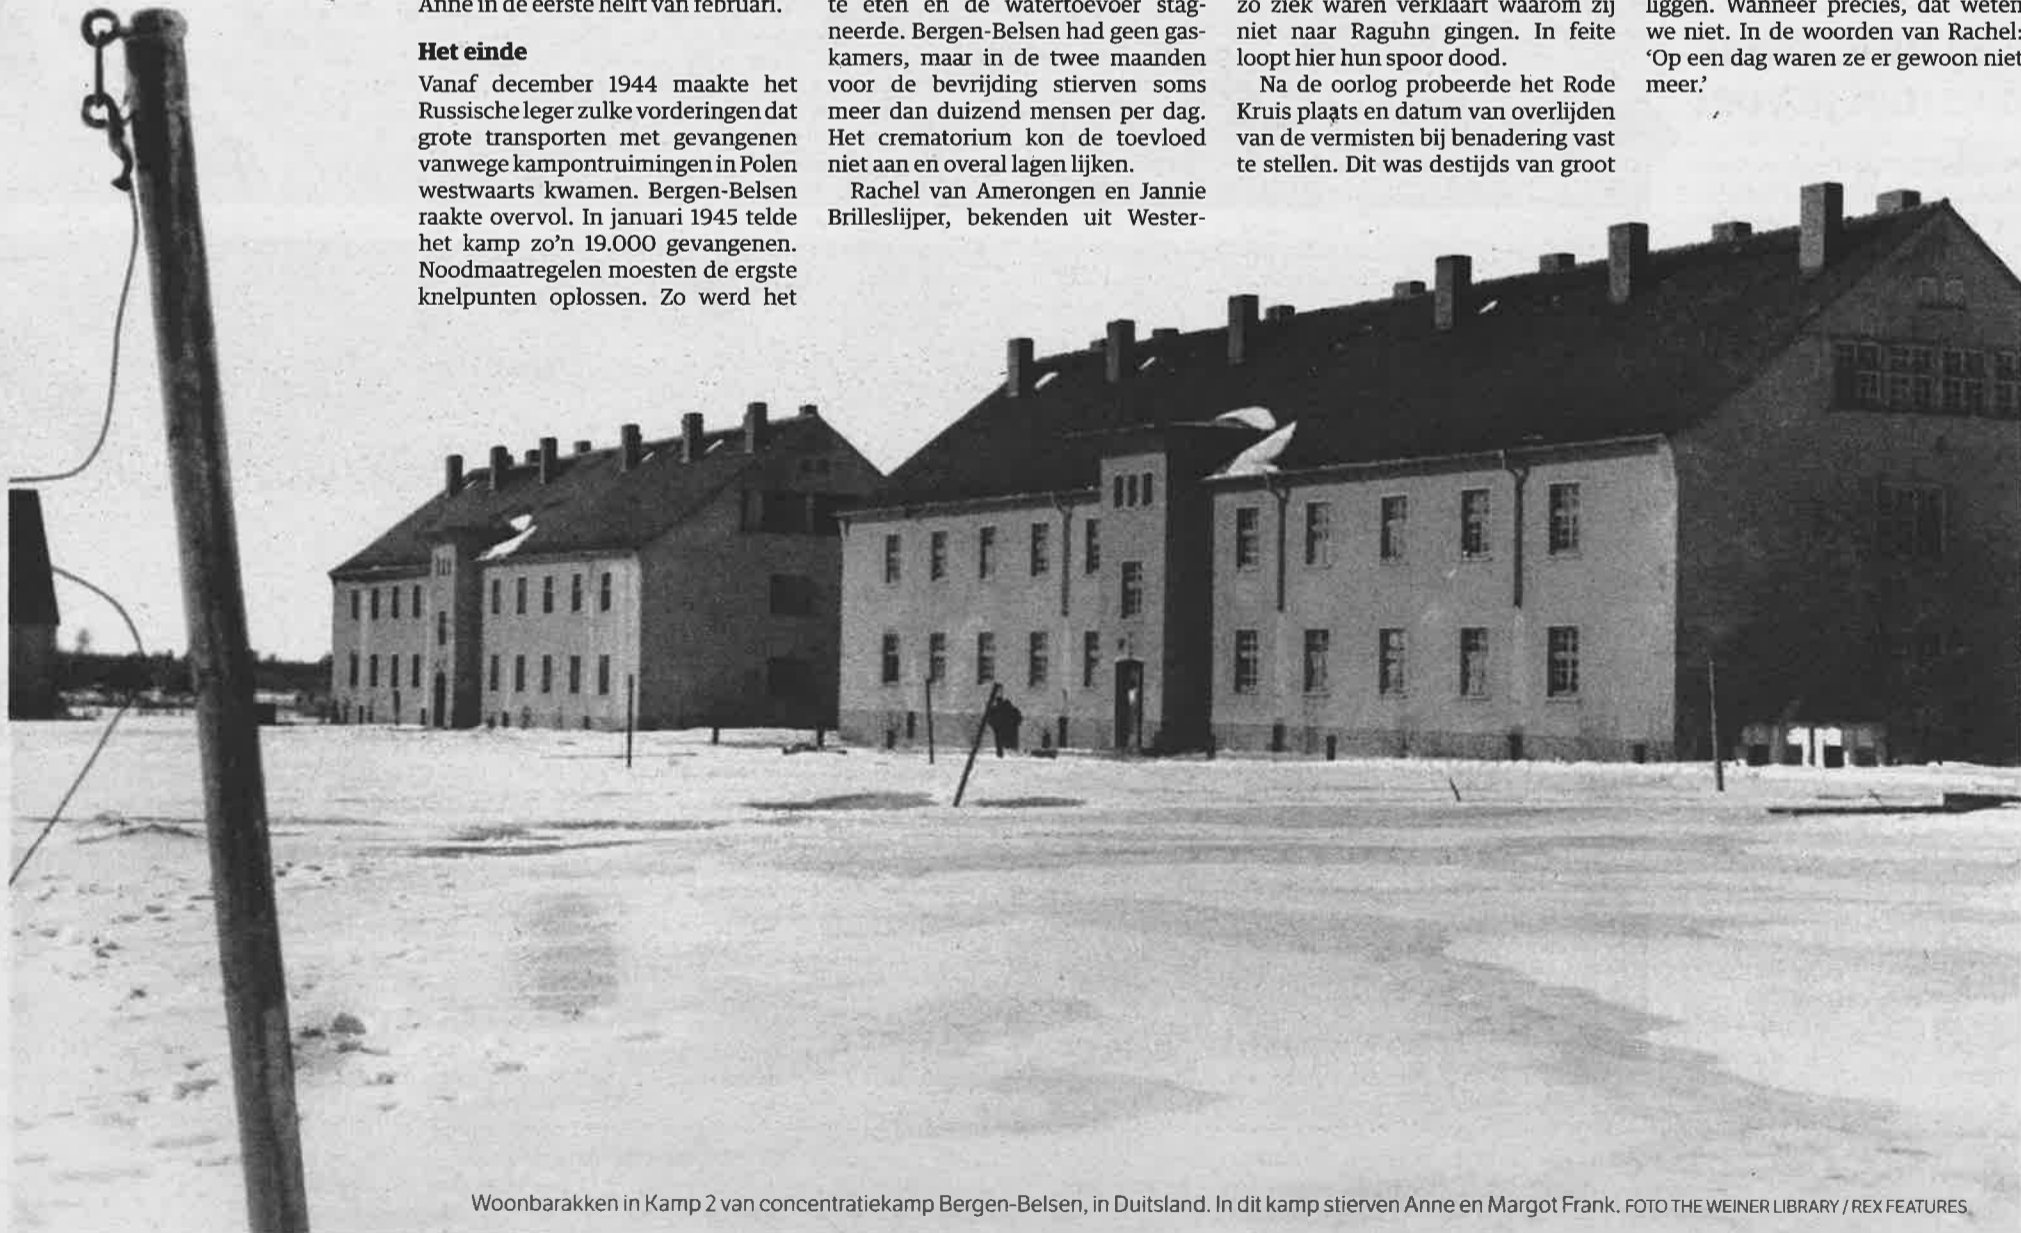 Anne in de eerste helft van februari.
Het einde
Vanaf december 1944 maakte het
Russische leger zulke vorderingen dat
grote transporten met gevangenen
vanwege kampontruimingen in Polen
westwaarts kwamen. Bergen-Belsen
raakte overvol. In januari 1945 telde
het kamp zo’n 19.000 gevangenen.
Noodmaatregelen moesten de ergste
knelpunten oplossen. Zo werd het
te eten en de watertoevoer stag-
neerde. Bergen-Belsen had geen gas-
kamers, maar in de twee maanden
voor de bevrijding stierven soms
meer dan duizend mensen per dag.
Het crematorium kon de toevloed
niet aan en overal lagen lijken.
Rachel van Amerongen en Jannie
Brilleslijper, bekenden uit Wester-
zo ziek waren verklaart waarom zij
niet naar Raguhn gingen. In feite
loopt hier hun spoor dood.
Na de oorlog probeerde het Rode
Kruis plaats en datum van overlijden
van de vermisten bij benadering vast
te stellen. Dit was destijds van groot
liggen. Wanneer precies, dat weten
we niet. In de woorden van Rachel:
‘Op een dag waren ze er gewoon niet
meer.’
Woonbarakken in Kamp 2 van concentratiekamp Bergen-Belsen, in Duitsland. In dit kamp stierven Anne en Margot Frank. FOTO THE WEINER LIBRARY / REX FEATURES